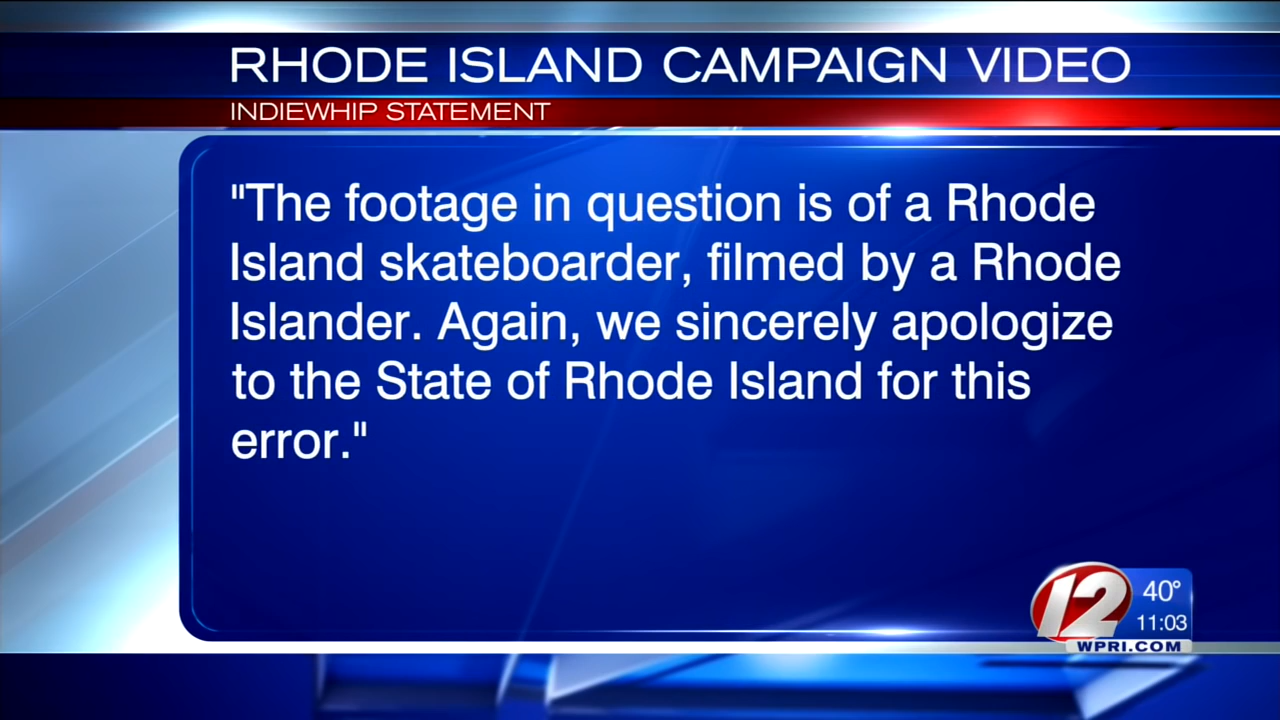 RHODE ISLAND CAMPAIGN VIDEO
INDIEWHIP STATEMENT
"The footage in question is of a Rhode
Island skateboarder, filmed by a Rhode
Islander. Again, we sincerely apologize
to the State of Rhode Island for this
error."
12
40°
11:03
WPRI.COM